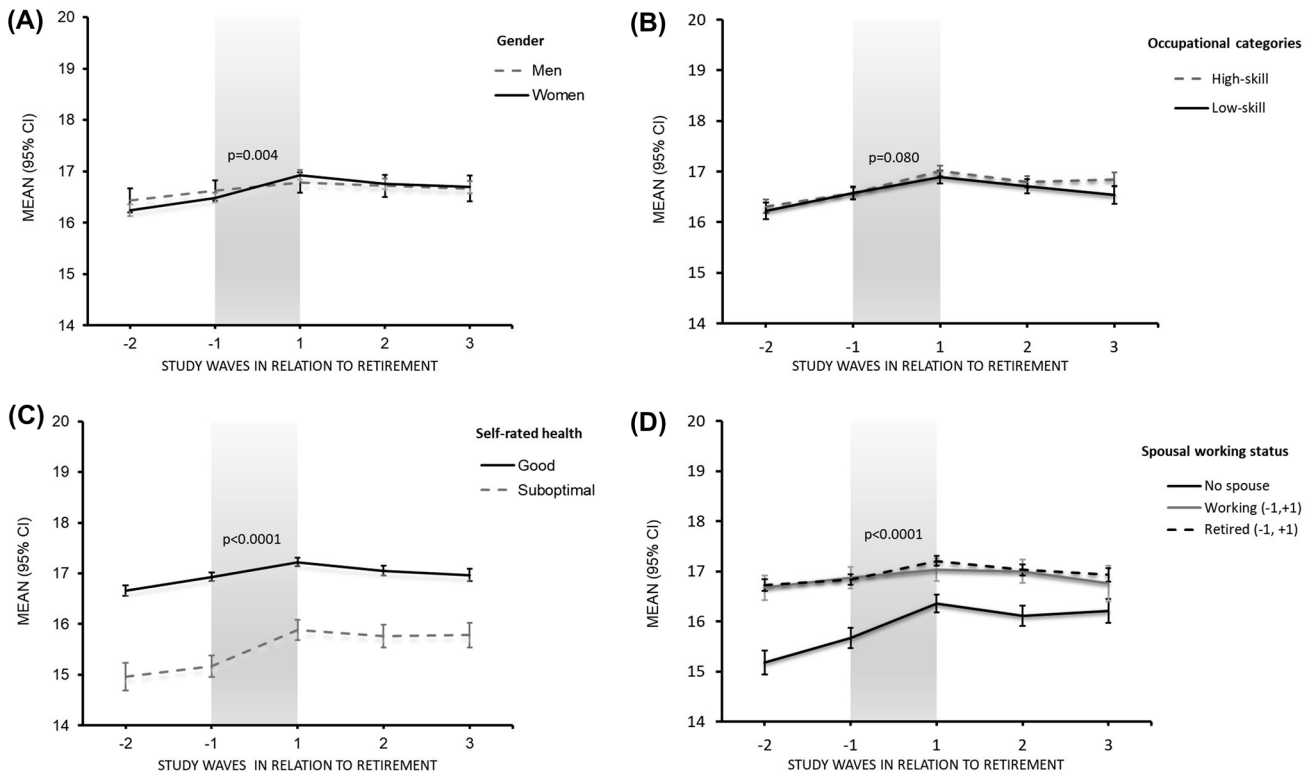 (A)
20
19
18
17
16
15
14
MEAN (95% CI)
Gender
Men
Women
p=0.004
-2 -1 1 2 3
STUDY WAVES IN RELATION TO RETIREMENT
(B)
20
19
18
17
16
15
14
MEAN (95% CI)
Occupational categories
High-skill
Low-skill
p=0.080
-2 -1 1 2 3
STUDY WAVES IN RELATION TO RETIREMENT
(C)
20
19
18
17
16
15
14
MEAN (95% CI)
Self-rated health
Good
Suboptimal
p<0.0001
-2 -1 1 2 3
STUDY WAVES IN RELATION TO RETIREMENT
(D)
20
19
18
17
16
15
14
MEAN (95% CI)
Spousal working status
No spouse
Working (-1,+1)
Retired (-1, +1)
p<0.0001
-2 -1 1 2 3
STUDY WAVES IN RELATION TO RETIREMENT